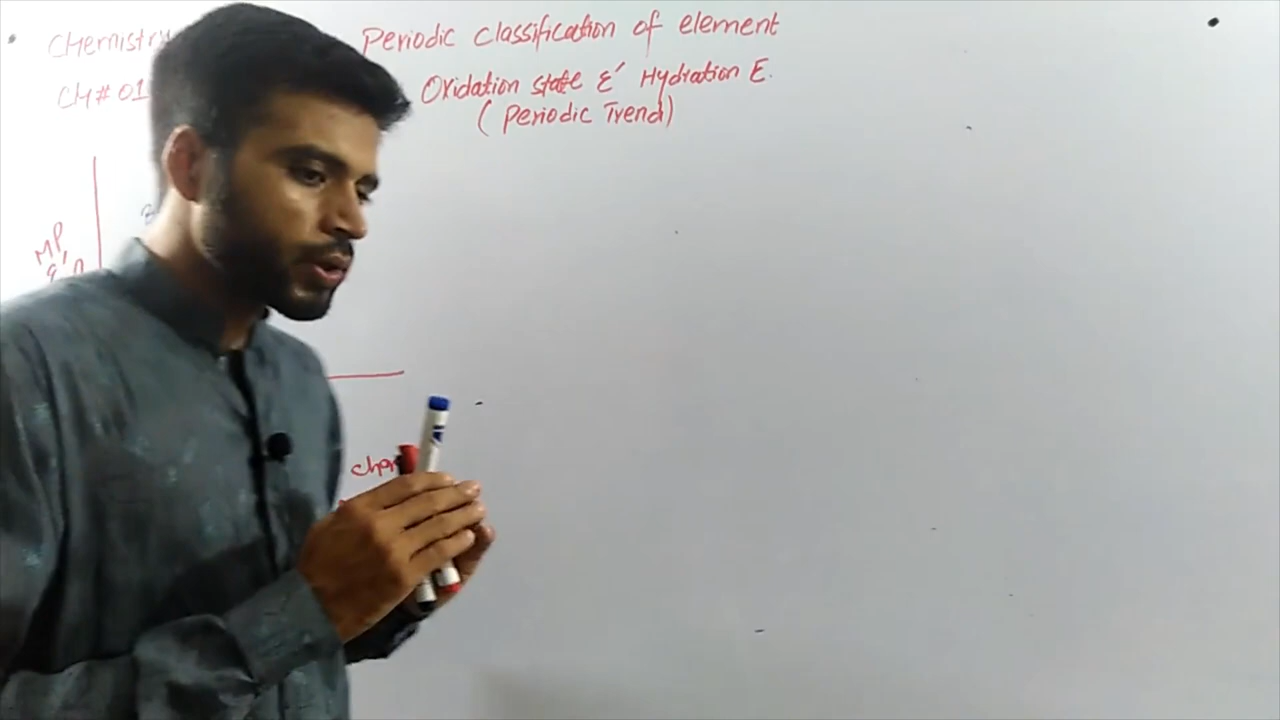 Chemistry
Periodic classification of element
CH # 01
Oxidation state & Hydration E.
(Periodic Trend)
MP